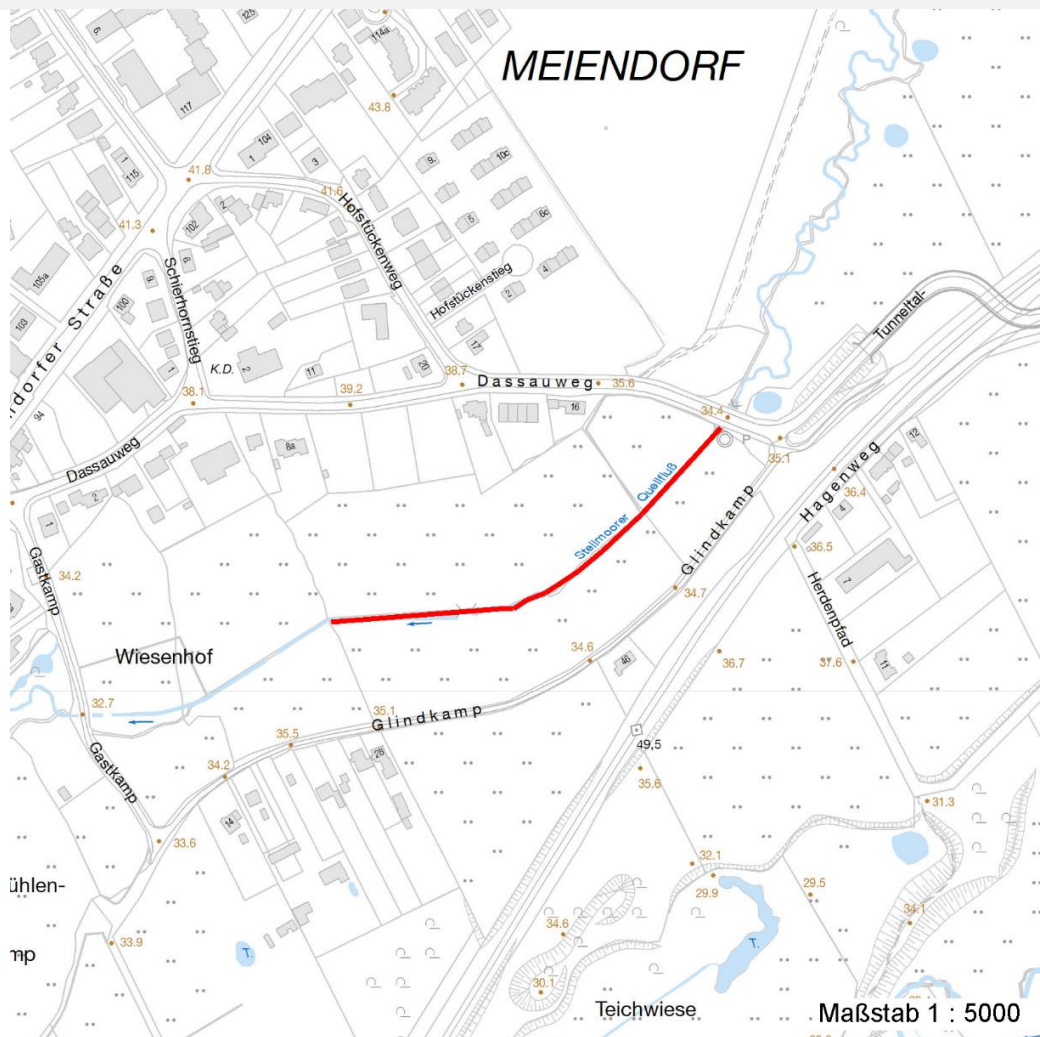 MEIENDORF
125
114a
117
43.8
104
1
3
9.
10c
1
115
41.8
41.6
2
102
5
6c
41.3
Hofstückenweg
105a
6.
9.
4
Hofstückenstieg
2
100
Schierhornstieg
103
17
Tunneltal-
ldorfer Straße
K.D.
2
11
20
1
38.7
Dassauweg
35.6
38.1
39.2
94
16
34.4
P
35.1
12
Dassauweg
8a
Hagenweg
36.4
2
Stellmoorer Quellfluß
4
1
Glindkamp
36.5
34.2
Gastkamp
7
34.7
Herdenpfad
Wiesenhof
34.6
46
36.7
37.6
11
32.7
35.1
Glindkamp
35.5
49,5
28
Gastkamp
34.2
35.6
31.3
14
33.6
32.1
29.9
29.5
ühlen-
34.1
34.6
33.9
mp
T.
T.
30.1
Teichwiese
Maßstab 1 : 5000